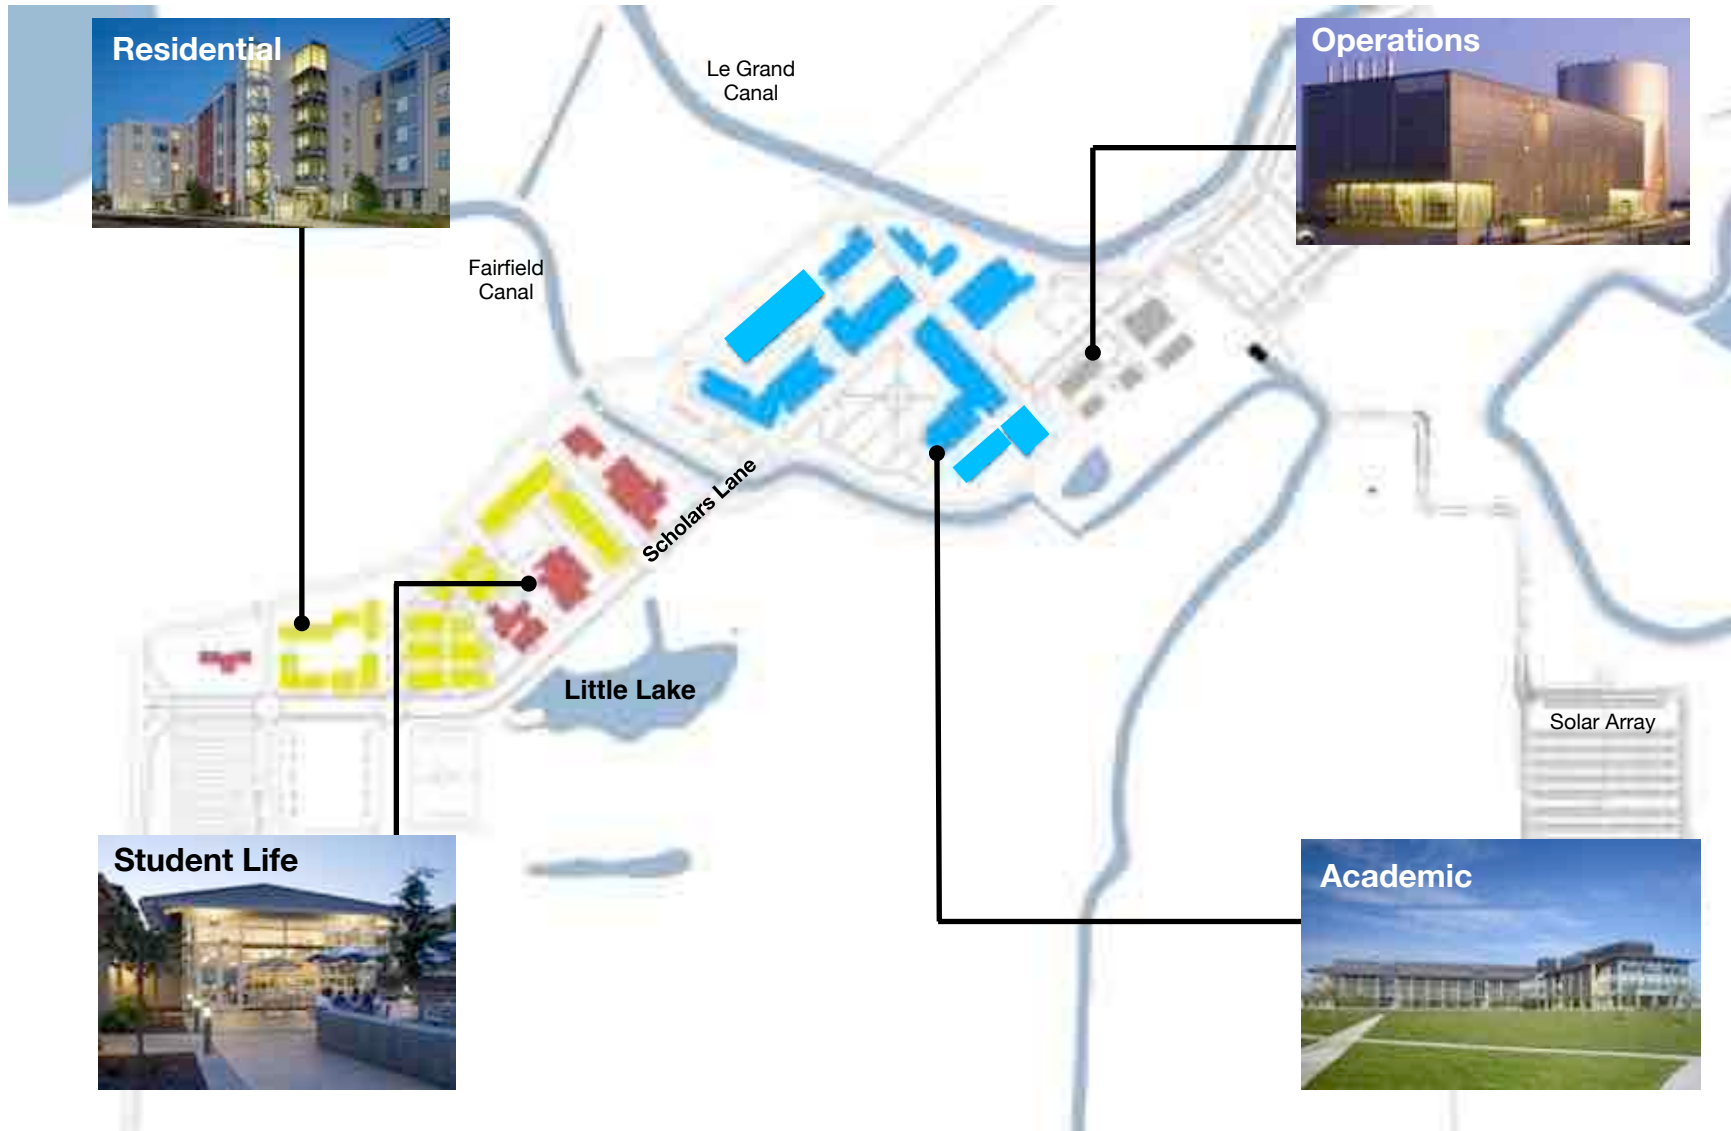 Residential
Operations
Le Grand
Canal
Fairfield
Canal
Scholars Lane
Little Lake
Solar Array
Student Life
Academic